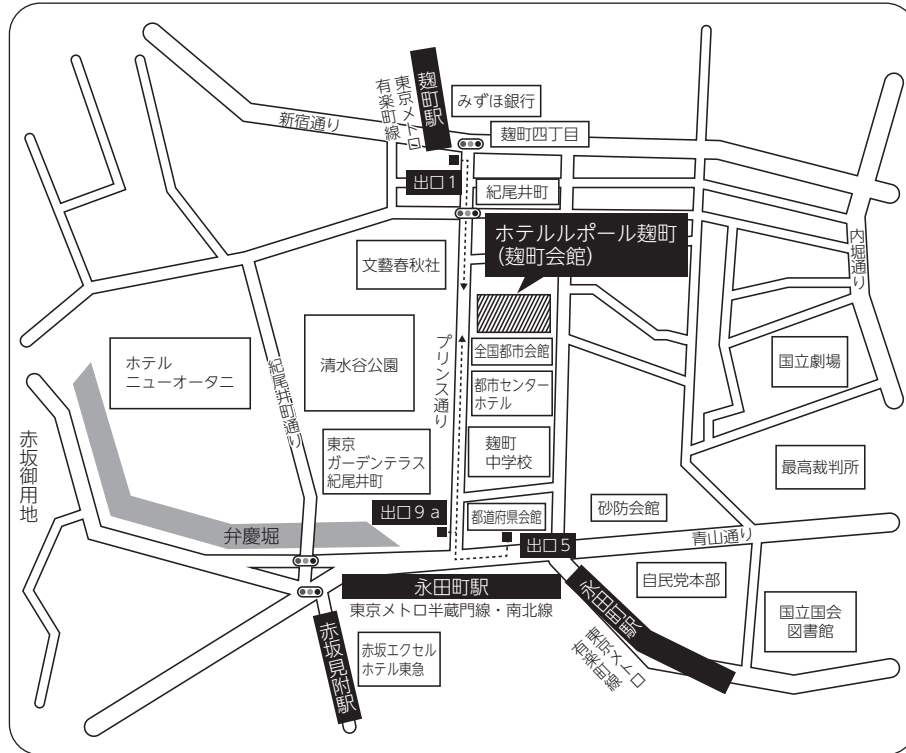 麹町駅
東京メトロ
有楽町線
みずほ銀行
新宿通り
麹町四丁目
出口1
紀尾井町
ホテルルポール麹町
(麹町会館)
内堀通り
文藝春秋社
プリンス通り
全国都市会館
国立劇場
ホテル
ニューオータニ
清水谷公園
紀尾井町通り
都市センター
ホテル
東京
ガーデンテラス
紀尾井町
麹町
中学校
赤坂御用地
最高裁判所
出口9a
都道府県会館
砂防会館
弁慶堀
出口5
青山通り
永田町駅
東京メトロ半蔵門線・南北線
永田町駅
東京メトロ
有楽町線
自民党本部
国立国会
図書館
赤坂見附駅
赤坂エクセル
ホテル東急